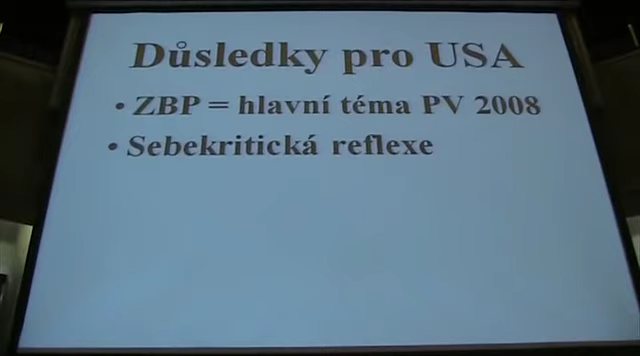 Důsledky pro USA
• ZBP = hlavní téma PV 2008
• Sebekritická reflexe